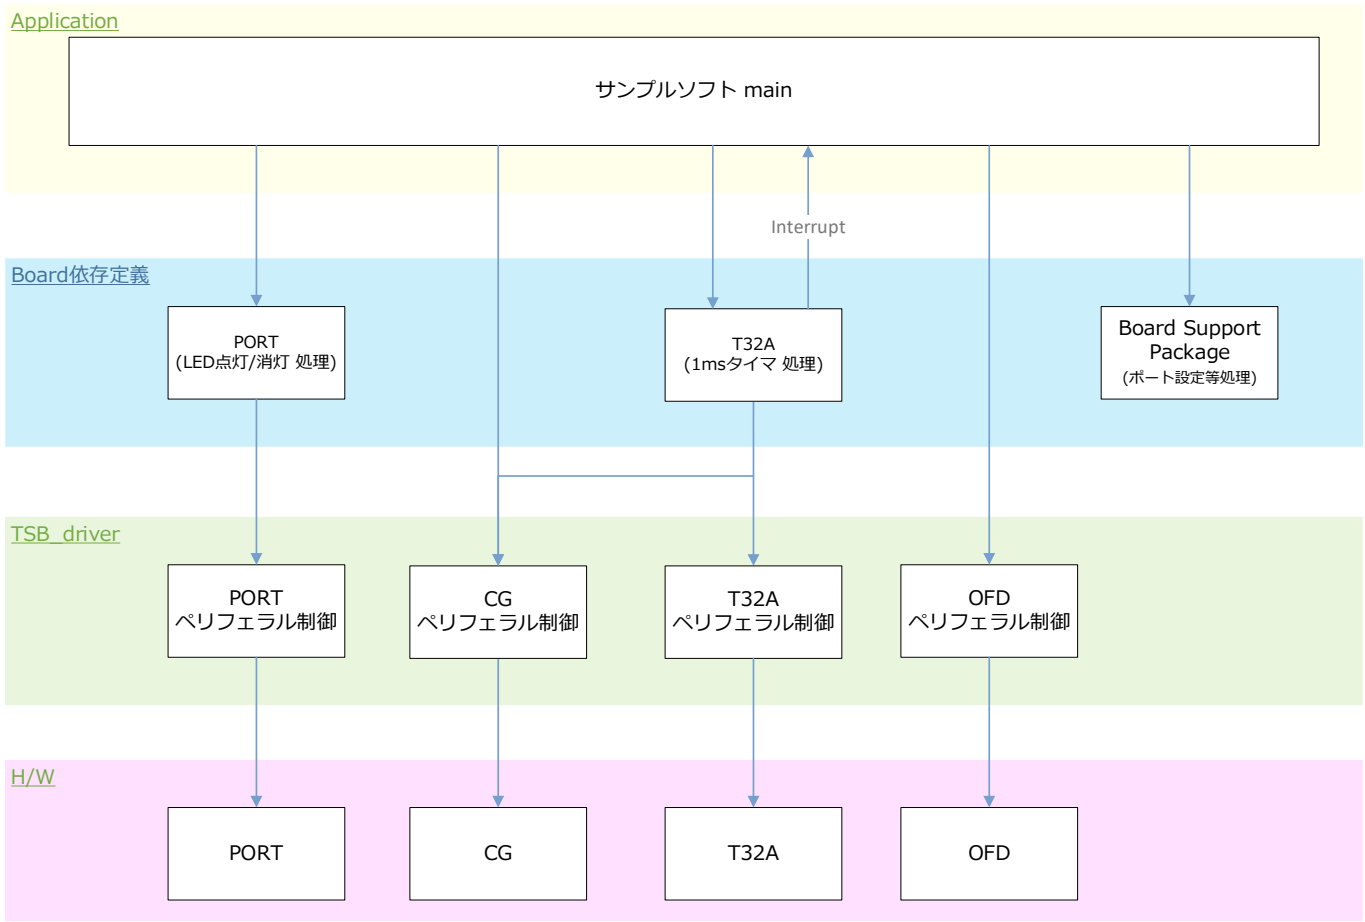 Application
サンプルソフト main
Interrupt
Board依存定義
PORT
(LED点灯/消灯 処理)
T32A
(1msタイマ 処理)
Board Support
Package
(ポート設定等処理)
TSB_driver
PORT
ペリフェラル制御
CG
ペリフェラル制御
T32A
ペリフェラル制御
OFD
ペリフェラル制御
H/W
PORT
CG
T32A
OFD